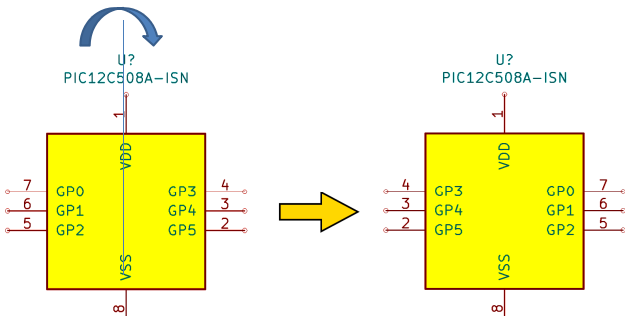 U?
PIC12C508A-ISN
1
VDD
7 GP0 GP3 4
6 GP1 GP4 3
5 GP2 GP5 2
VSS
8
U?
PIC12C508A-ISN
1
VDD
4 GP3 GP0 7
3 GP4 GP1 6
2 GP5 GP2 5
VSS
8